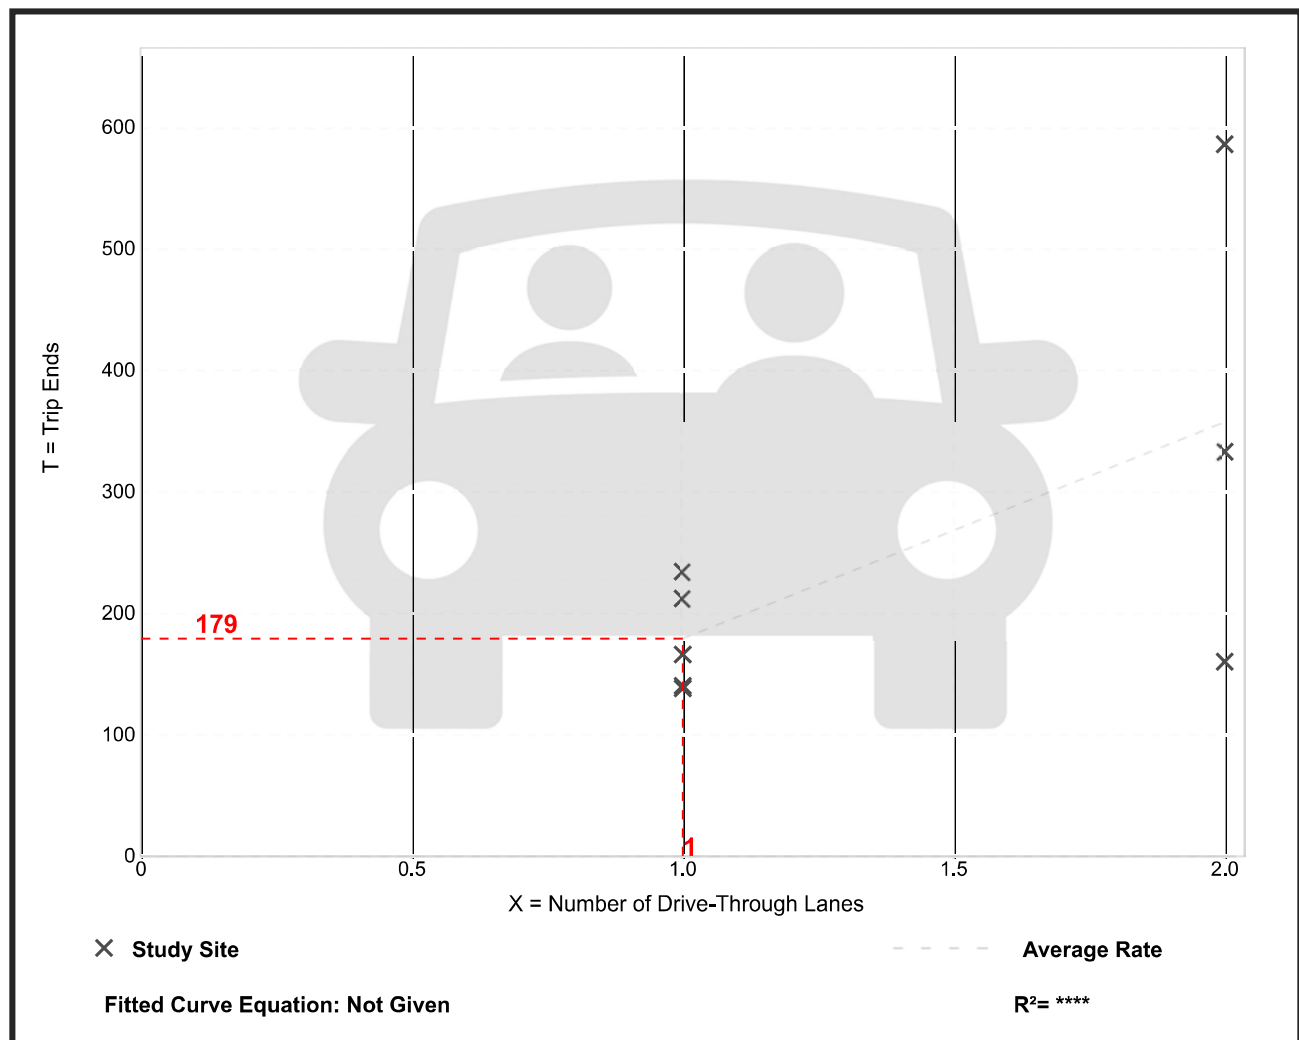 600
500
400
T = Trip Ends
300
200
179
100
0
1
0 0.5 1.0 1.5 2.0
X = Number of Drive-Through Lanes
Study Site
Average Rate
Fitted Curve Equation: Not Given
R²= ****